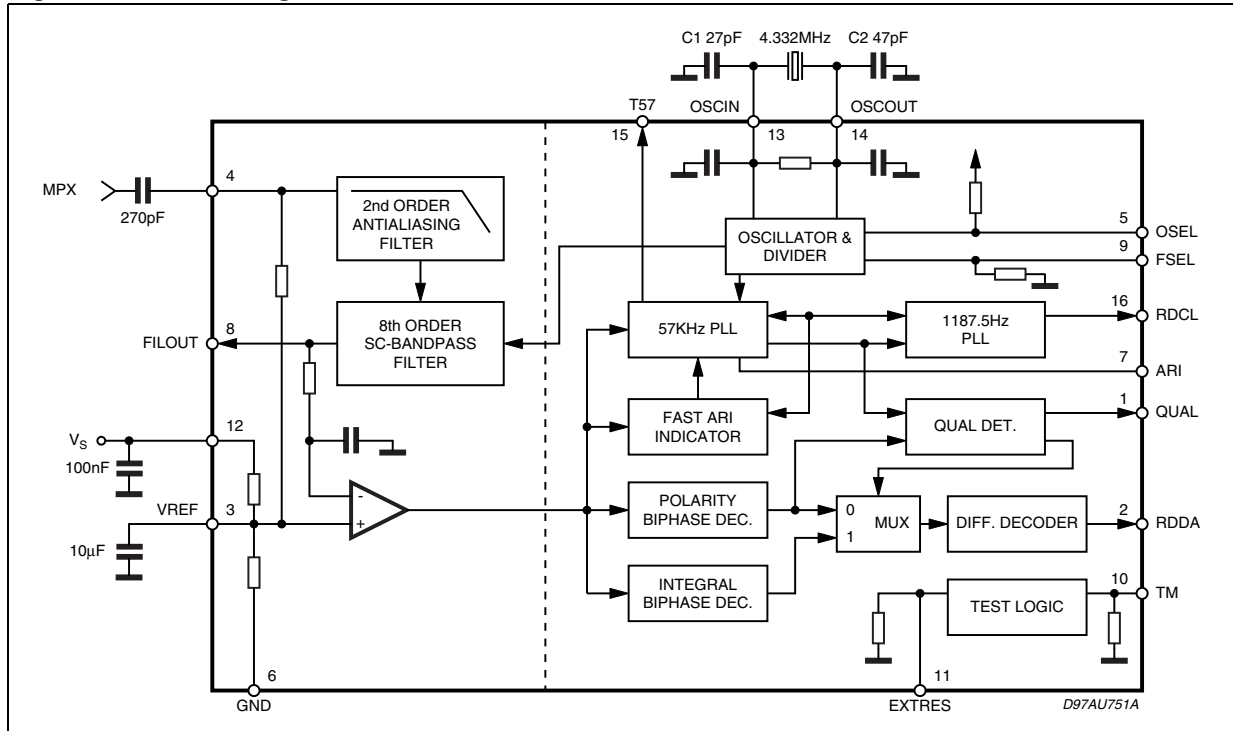 C1 27pF
4.332MHz
C2 47pF
T57
OSCIN
OSCOUT
15
13
14
MPX
270pF
4
2nd ORDER
ANTIALIASING
FILTER
OSCILLATOR &
DIVIDER
5
OSEL
9
FSEL
FILOUT
8
8th ORDER
SC-BANDPASS
FILTER
57KHz PLL
1187.5Hz
PLL
16
RDCL
7
ARI
FAST ARI
INDICATOR
QUAL DET.
1
QUAL
VS
12
100nF
VREF
3
10µF
-
+
POLARITY
BIPHASE DEC.
0
MUX
1
DIFF. DECODER
2
RDDA
INTEGRAL
BIPHASE DEC.
TEST LOGIC
10
TM
6
GND
11
EXTRES
D97AU751A